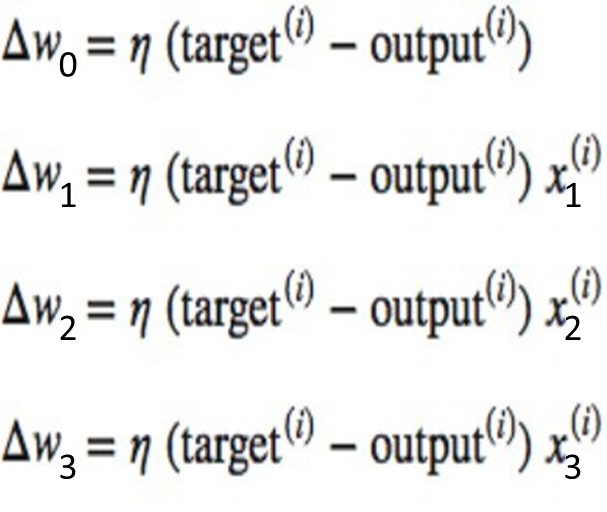 Δw₀ = η (target⁽ⁱ⁾ − output⁽ⁱ⁾)
Δw₁ = η (target⁽ⁱ⁾ − output⁽ⁱ⁾) x₁⁽ⁱ⁾
Δw₂ = η (target⁽ⁱ⁾ − output⁽ⁱ⁾) x₂⁽ⁱ⁾
Δw₃ = η (target⁽ⁱ⁾ − output⁽ⁱ⁾) x₃⁽ⁱ⁾